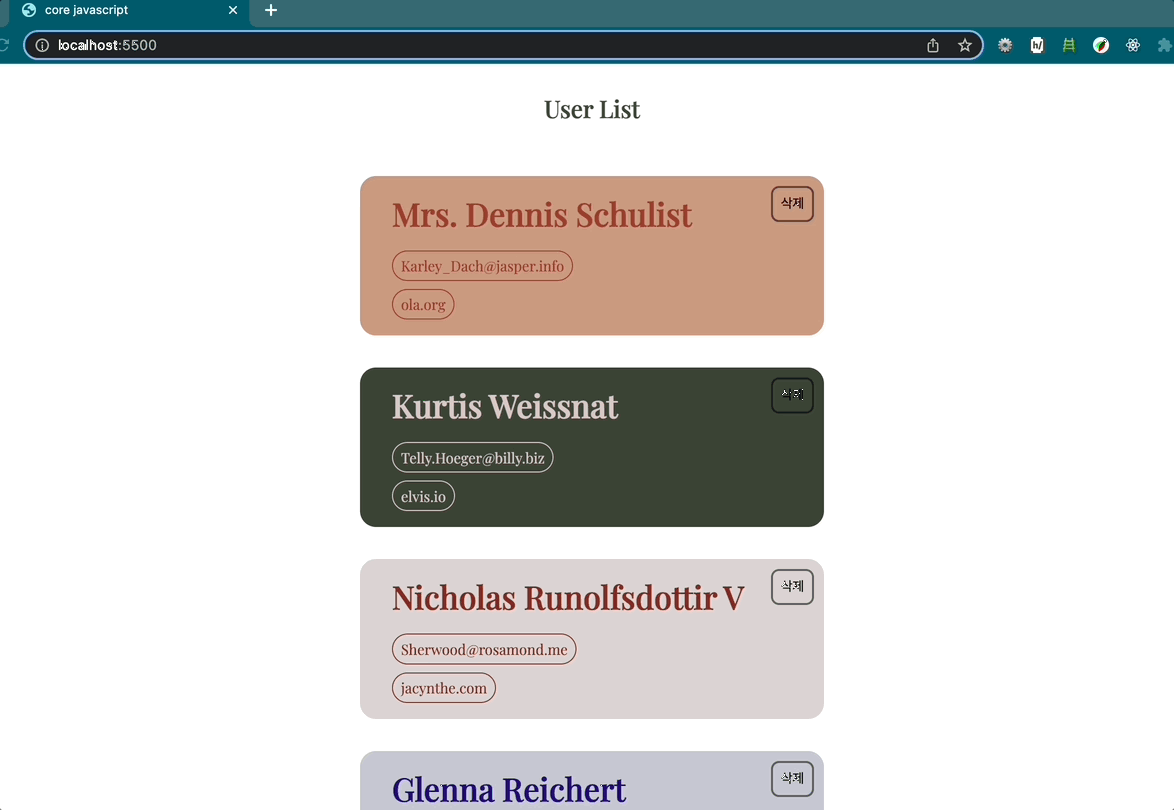 core javascript
localhost:5500
User List
Mrs. Dennis Schulist
삭제
Karley_Dach@jasper.info
ola.org
Kurtis Weissnat
삭제
Telly.Hoeger@billy.biz
elvis.io
Nicholas Runolfsdottir V
삭제
Sherwood@rosamond.me
jacynthe.com
Glenna Reichert
삭제